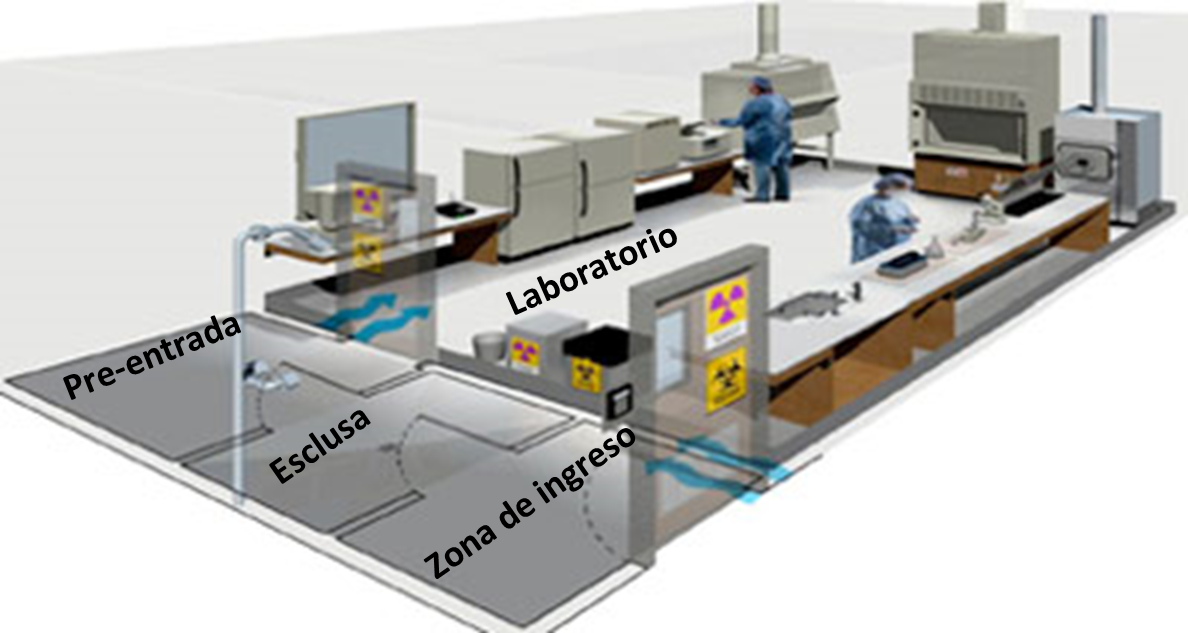 Laboratorio
Pre-entrada
Esclusa
Zona de ingreso